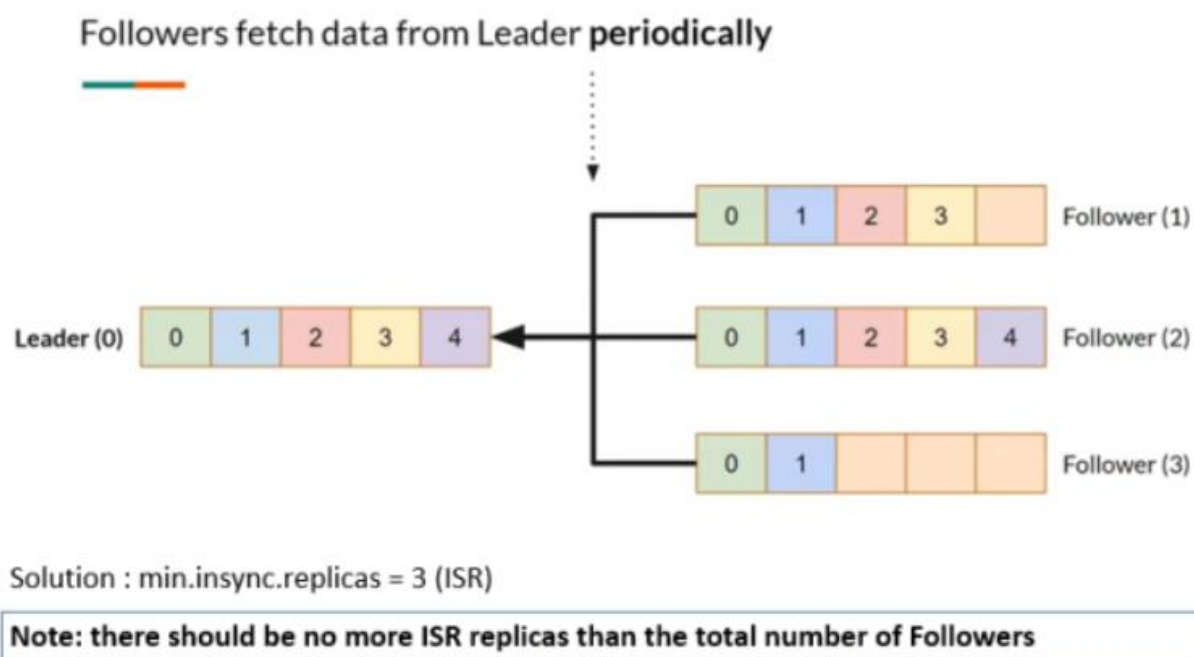 Followers fetch data from Leader periodically
0 1 2 3 Follower (1)
Leader (0) 0 1 2 3 4 0 1 2 3 4 Follower (2)
0 1 Follower (3)
Solution : min.insync.replicas = 3 (ISR)
Note: there should be no more ISR replicas than the total number of Followers